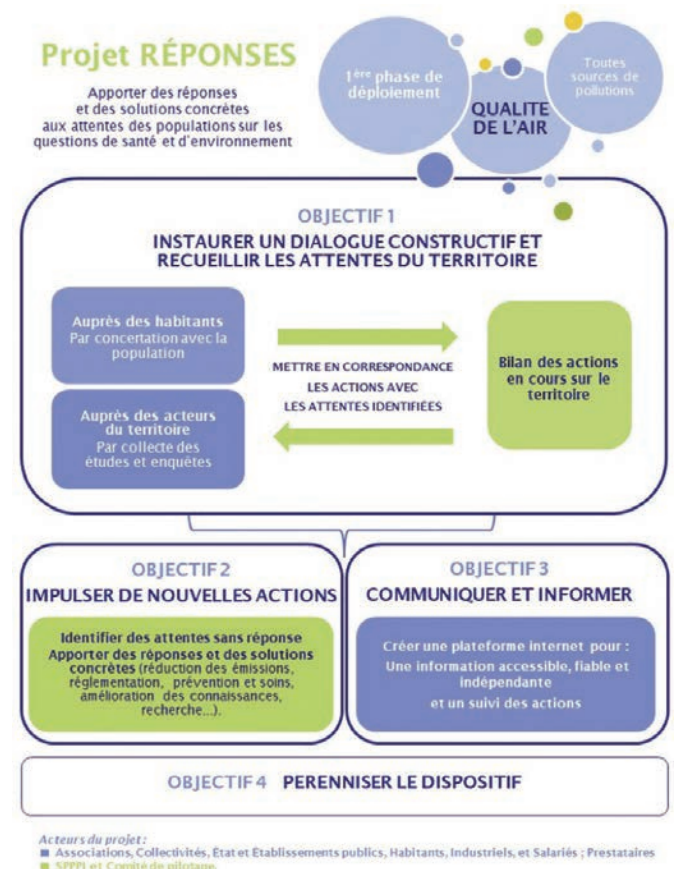 Projet RÉPONSES
Apporter des réponses
et des solutions concrètes
aux attentes des populations sur les
questions de santé et d'environnement
1ère phase de
déploiement
QUALITE
DE L'AIR
Toutes
sources de
pollutions
OBJECTIF 1
INSTAURER UN DIALOGUE CONSTRUCTIF ET
RECUEILLIR LES ATTENTES DU TERRITOIRE
Auprès des habitants
Par concertation avec la
population
Auprès des acteurs
du territoire
Par collecte des
études et enquêtes
METTRE EN CORRESPONDANCE
LES ACTIONS AVEC
LES ATTENTES IDENTIFIÉES
Bilan des actions
en cours sur le
territoire
OBJECTIF 2
IMPULSER DE NOUVELLES ACTIONS
Identifier des attentes sans réponse
Apporter des réponses et des solutions
concrètes (réduction des émissions,
règlementation, prévention et soins,
amélioration des connaissances,
recherche...).
OBJECTIF 3
COMMUNIQUER ET INFORMER
Créer une plateforme internet pour :
Une information accessible, fiable et
indépendante
et un suivi des actions
OBJECTIF 4 PERENNISER LE DISPOSITIF
Acteurs du projet :
Associations, Collectivités, État et Établissements publics, Habitants, Industriels, et Salariés ; Prestataires
SPPPI et Comité de pilotage